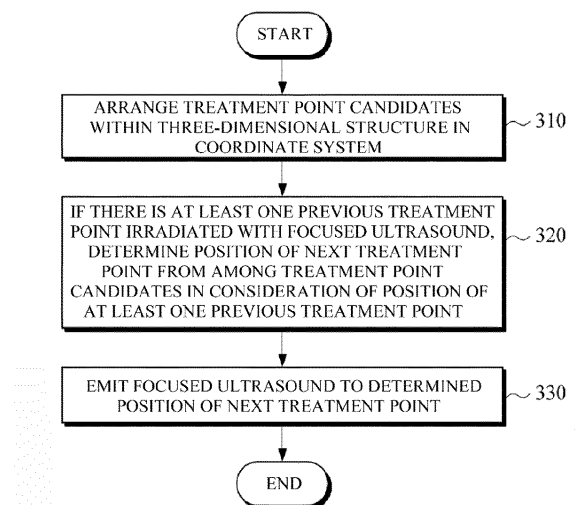 START
ARRANGE TREATMENT POINT CANDIDATES
WITHIN THREE-DIMENSIONAL STRUCTURE IN
COORDINATE SYSTEM
310
IF THERE IS AT LEAST ONE PREVIOUS TREATMENT
POINT IRRADIATED WITH FOCUSED ULTRASOUND,
DETERMINE POSITION OF NEXT TREATMENT
POINT FROM AMONG TREATMENT POINT
CANDIDATES IN CONSIDERATION OF POSITION OF
AT LEAST ONE PREVIOUS TREATMENT POINT
320
EMIT FOCUSED ULTRASOUND TO DETERMINED
POSITION OF NEXT TREATMENT POINT
330
END